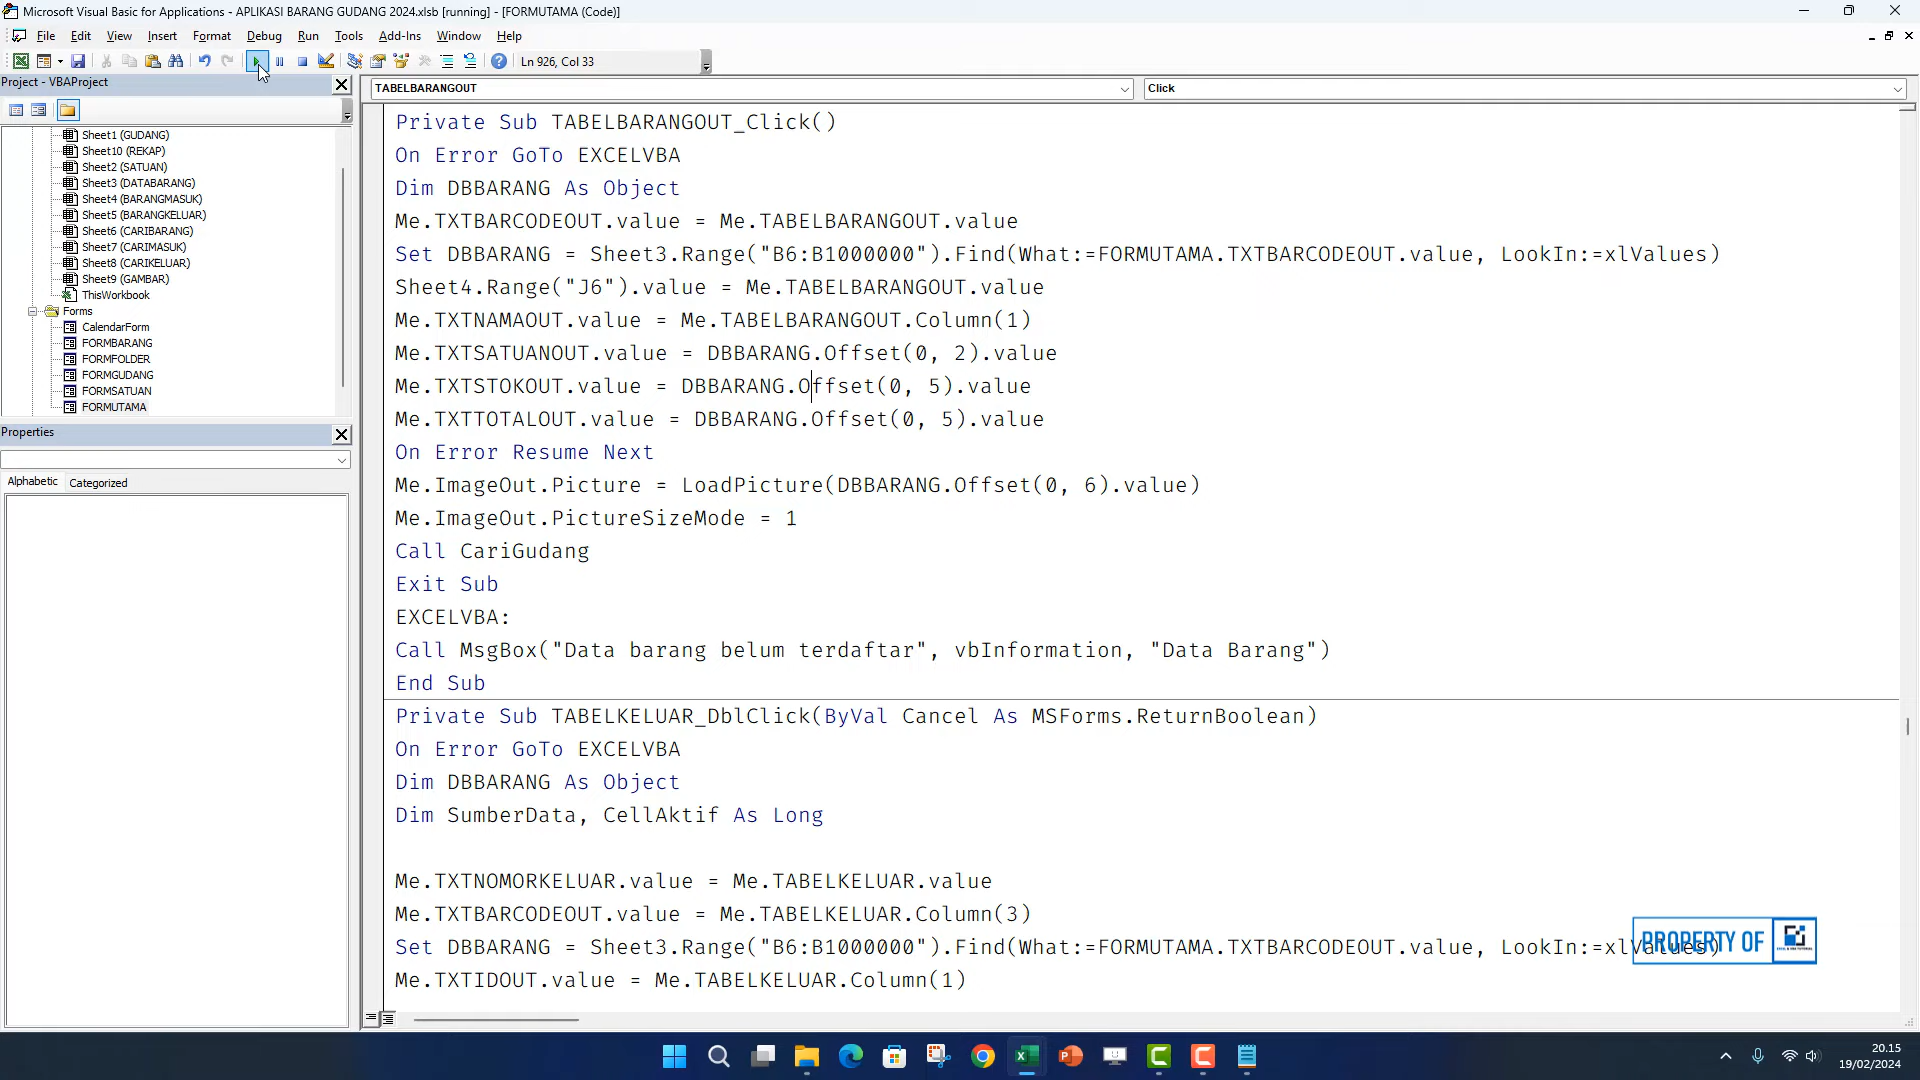 Microsoft Visual Basic for Applications - APLIKASI BARANG GUDANG 2024.xlsb [running] - [FORMUTAMA (Code)]
File Edit View Insert Format Debug Run Tools Add-Ins Window Help
Ln 926, Col 33
Project - VBAProject
TABELBARANGOUT
Click
Sheet1 (GUDANG)
Sheet10 (REKAP)
Sheet2 (SATUAN)
Sheet3 (DATABARANG)
Sheet4 (BARANGMASUK)
Sheet5 (BARANGKELUAR)
Sheet6 (CARIBARANG)
Sheet7 (CARIMASUK)
Sheet8 (CARIKELUAR)
Sheet9 (GAMBAR)
ThisWorkbook
Forms
CalendarForm
FORMBARANG
FORMFOLDER
FORMGUDANG
FORMSATUAN
FORMUTAMA
Properties
Alphabetic Categorized
Private Sub TABELBARANGOUT_Click()
On Error GoTo EXCELVBA
Dim DBBARANG As Object
Me.TXTBARCODEOUT.value = Me.TABELBARANGOUT.value
Set DBBARANG = Sheet3.Range("B6:B1000000").Find(What:=FORMUTAMA.TXTBARCODEOUT.value, LookIn:=xlValues)
Sheet4.Range("J6").value = Me.TABELBARANGOUT.value
Me.TXTNAMAOUT.value = Me.TABELBARANGOUT.Column(1)
Me.TXTSATUANOUT.value = DBBARANG.Offset(0, 2).value
Me.TXTSTOKOUT.value = DBBARANG.Offset(0, 5).value
Me.TXTTOTALOUT.value = DBBARANG.Offset(0, 5).value
On Error Resume Next
Me.ImageOut.Picture = LoadPicture(DBBARANG.Offset(0, 6).value)
Me.ImageOut.PictureSizeMode = 1
Call CariGudang
Exit Sub
EXCELVBA:
Call MsgBox("Data barang belum terdaftar", vbInformation, "Data Barang")
End Sub
Private Sub TABELKELUAR_DblClick(ByVal Cancel As MSForms.ReturnBoolean)
On Error GoTo EXCELVBA
Dim DBBARANG As Object
Dim SumberData, CellAktif As Long
Me.TXTNOMORKELUAR.value = Me.TABELKELUAR.value
Me.TXTBARCODEOUT.value = Me.TABELKELUAR.Column(3)
Set DBBARANG = Sheet3.Range("B6:B1000000").Find(What:=FORMUTAMA.TXTBARCODEOUT.value, LookIn:=xlValues)
Me.TXTIDOUT.value = Me.TABELKELUAR.Column(1)
PROPERTY OF
20.15
19/02/2024